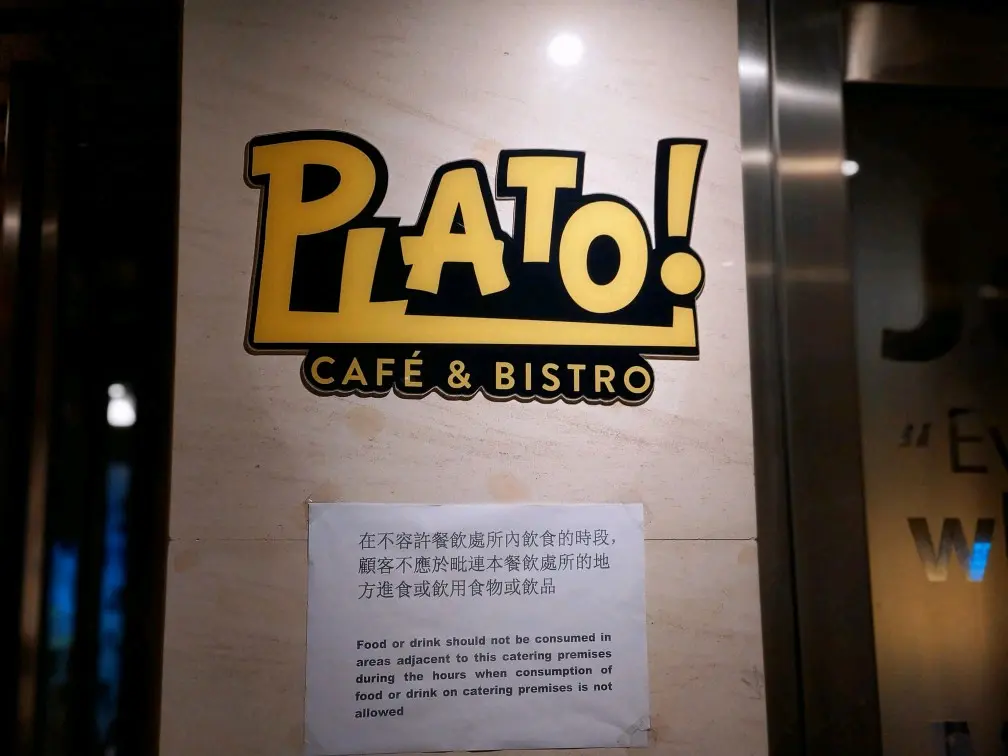 PLATO!
CAFÉ & BISTRO
在不容許餐飲處所內飲食的時段，
顧客不應於毗連本餐飲處所的地
方進食或飲用食物或飲品
Food or drink should not be consumed in
areas adjacent to this catering premises
during the hours when consumption of
food or drink on catering premises is not
allowed